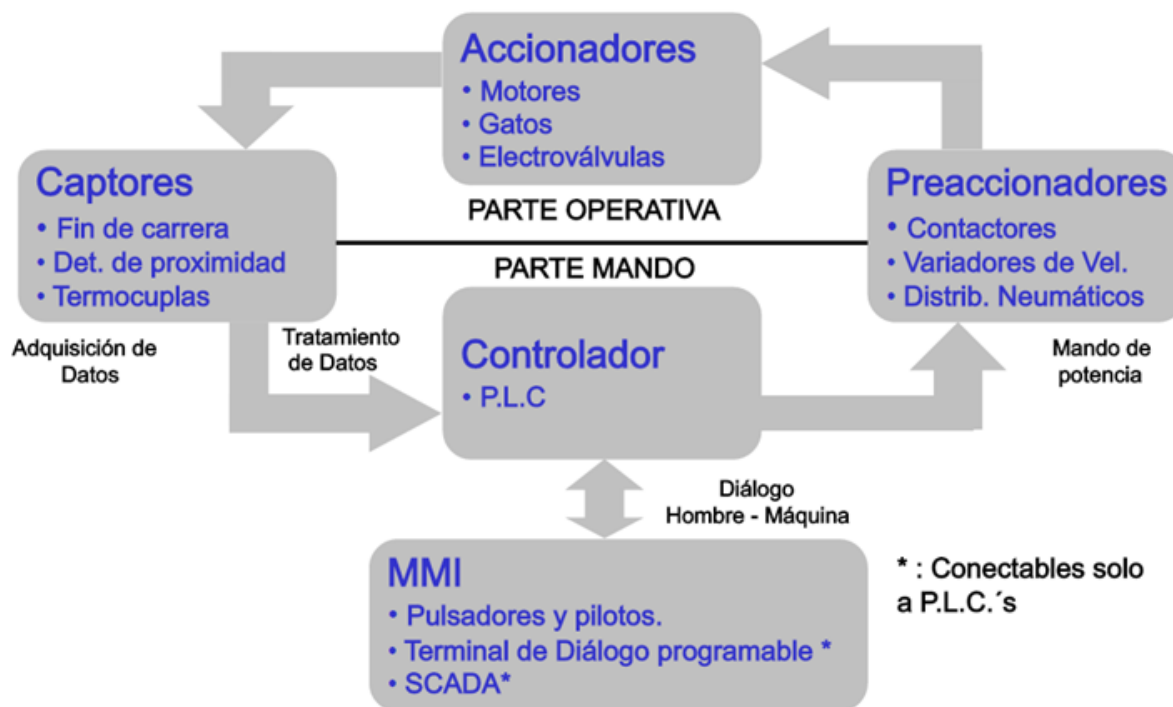 Accionadores
• Motores
• Gatos
• Electroválvulas
Captores
• Fin de carrera
• Det. de proximidad
• Termocuplas
Preaccionadores
• Contactores
• Variadores de Vel.
• Distrib. Neumáticos
PARTE OPERATIVA
PARTE MANDO
Adquisición de
Datos
Tratamiento
de Datos
Controlador
• P.L.C
Mando de
potencia
Diálogo
Hombre - Máquina
MMI
• Pulsadores y pilotos.
• Terminal de Diálogo programable *
• SCADA*
* : Conectables solo
a P.L.C.´s